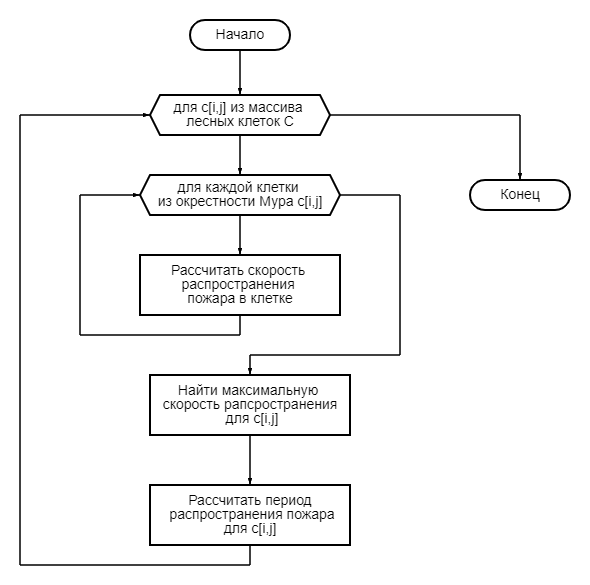 Начало
для c[i,j] из массива
лесных клеток C
для каждой клетки
из окрестности Мура c[i,j]
Конец
Рассчитать скорость
распространения
пожара в клетке
Найти максимальную
скорость рапсространения
для c[i,j]
Рассчитать период
распространения пожара
для c[i,j]